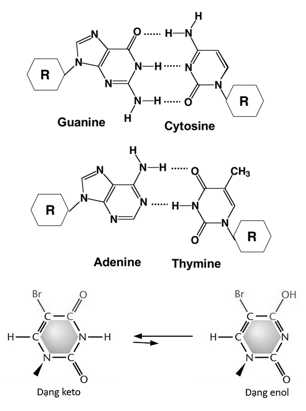 O H
N H N
R N N-H N
N N R
N-H O
H
Guanine Cytosine
H
N N-H O CH3
R N N H-N
N N R
O
Adenine Thymine
Br O Br OH
C C C C
H-C N-H H-C N
N C N C
O O
Dạng keto Dạng enol